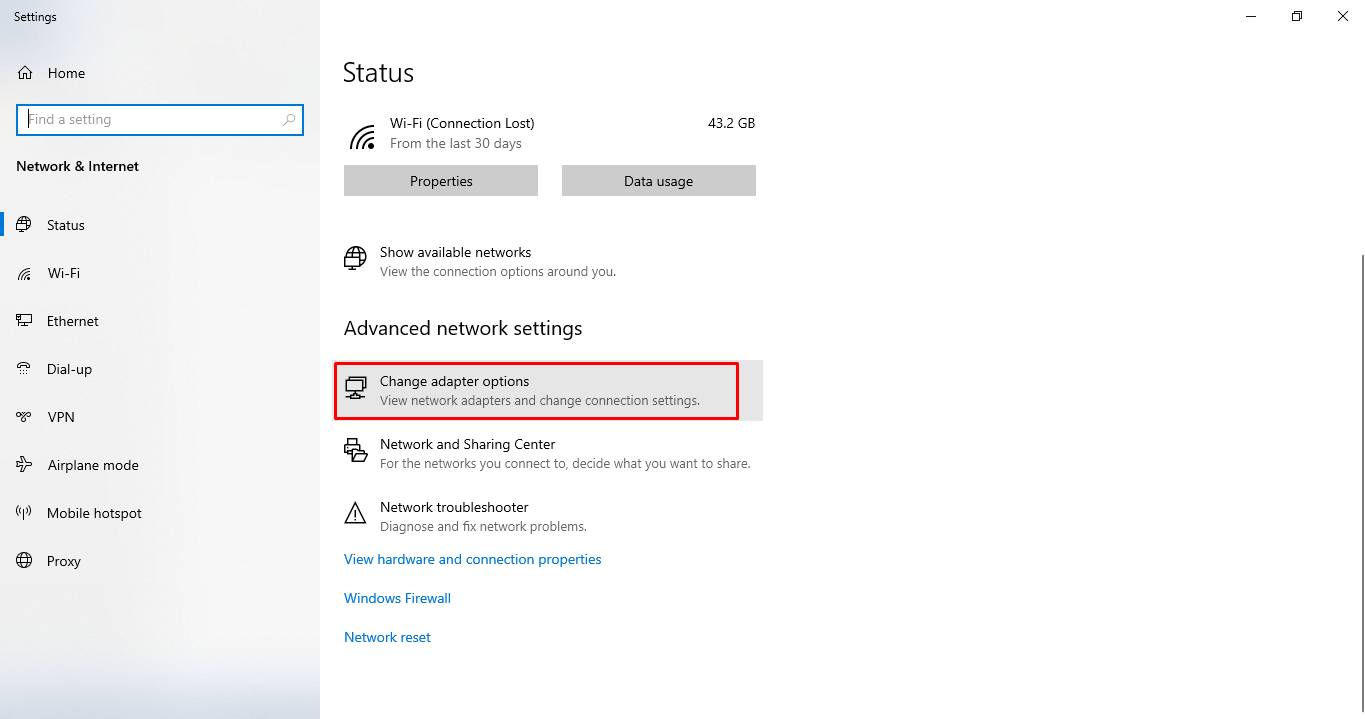 Settings
Home
Find a setting
Network & Internet
Status
Wi-Fi
Ethernet
Dial-up
VPN
Airplane mode
Mobile hotspot
Proxy
Status
Wi-Fi (Connection Lost) 43.2 GB
From the last 30 days
Properties Data usage
Show available networks
View the connection options around you.
Advanced network settings
Change adapter options
View network adapters and change connection settings.
Network and Sharing Center
For the networks you connect to, decide what you want to share.
Network troubleshooter
Diagnose and fix network problems.
View hardware and connection properties
Windows Firewall
Network reset